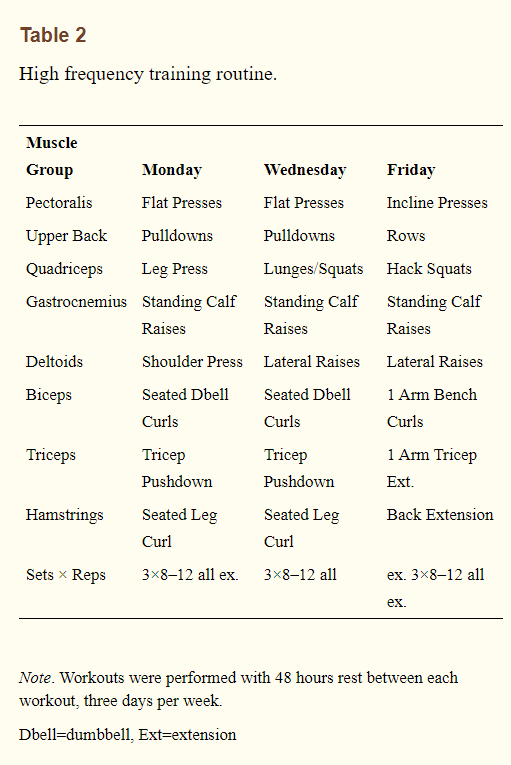 Table 2
High frequency training routine.
Muscle
Group Monday Wednesday Friday
Pectoralis Flat Presses Flat Presses Incline Presses
Upper Back Pulldowns Pulldowns Rows
Quadriceps Leg Press Lunges/Squats Hack Squats
Gastrocnemius Standing Calf Standing Calf Standing Calf
Raises Raises Raises
Deltoids Shoulder Press Lateral Raises Lateral Raises
Biceps Seated Dbell Seated Dbell 1 Arm Bench
Curls Curls Curls
Triceps Tricep Tricep 1 Arm Tricep
Pushdown Pushdown Ext.
Hamstrings Seated Leg Seated Leg Back Extension
Curl Curl
Sets × Reps 3×8–12 all ex. 3×8–12 all ex. 3×8–12 all
ex.
Note. Workouts were performed with 48 hours rest between each
workout, three days per week.
Dbell=dumbbell, Ext=extension